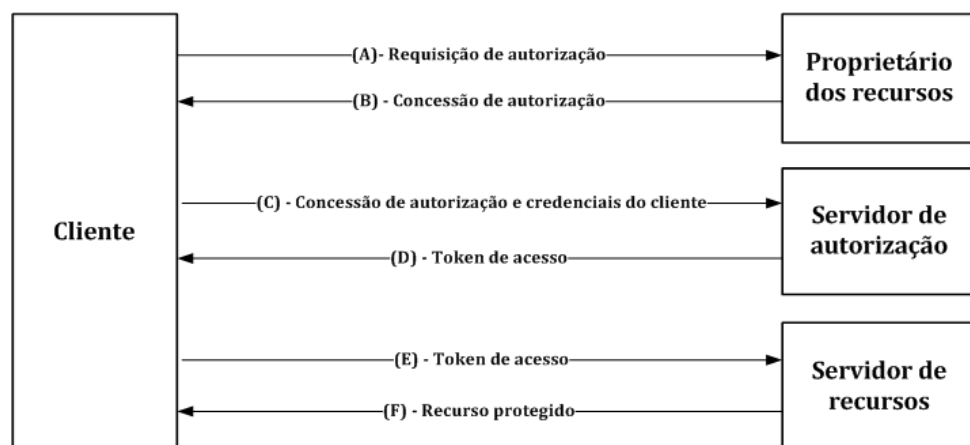 (A)- Requisição de autorização
Proprietário
dos recursos
(B) - Concessão de autorização
Cliente
(C) - Concessão de autorização e credenciais do cliente
Servidor de
autorização
(D) - Token de acesso
(E) - Token de acesso
Servidor de
recursos
(F) - Recurso protegido